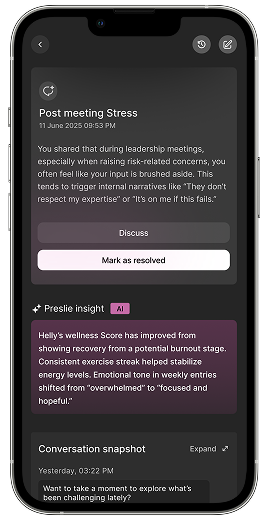 Post meeting Stress
11 June 2025 09:53 PM
You shared that during leadership meetings,
especially when raising risk-related concerns, you
often feel like your input is brushed aside. This
tends to trigger internal narratives like “They don’t
respect my expertise” or “It’s on me if this fails.”
Discuss
Mark as resolved
Preslie insight AI
Helly’s wellness Score has improved from
showing recovery from a potential burnout stage.
Consistent exercise streak helped stabilize
energy levels. Emotional tone in weekly entries
shifted from “overwhelmed” to “focused and
hopeful.”
Conversation snapshot Expand
Yesterday, 03:22 PM
Want to take a moment to explore what’s
been challenging lately?